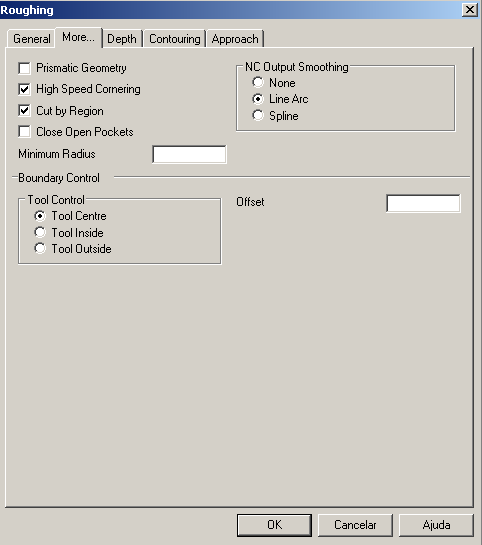 Roughing
General More... Depth Contouring Approach
Prismatic Geometry
High Speed Cornering
Cut by Region
Close Open Pockets
Minimum Radius
NC Output Smoothing
None
Line Arc
Spline
Boundary Control
Tool Control
Tool Centre
Tool Inside
Tool Outside
Offset
OK Cancelar Ajuda